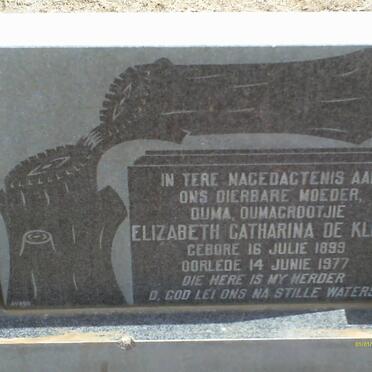 IN TERE NAGEDAGTENIS AAN
ONS DIERBARE MOEDER,
OUMA, OUMAGROOTJIE
ELIZABETH CATHARINA DE
GEBORE 16 JULIE 1899
OORLEDE 14 JUNIE 1977
DIE HERE IS MY HERDER
O, GOD LEI ONS NA STILLE WATERS